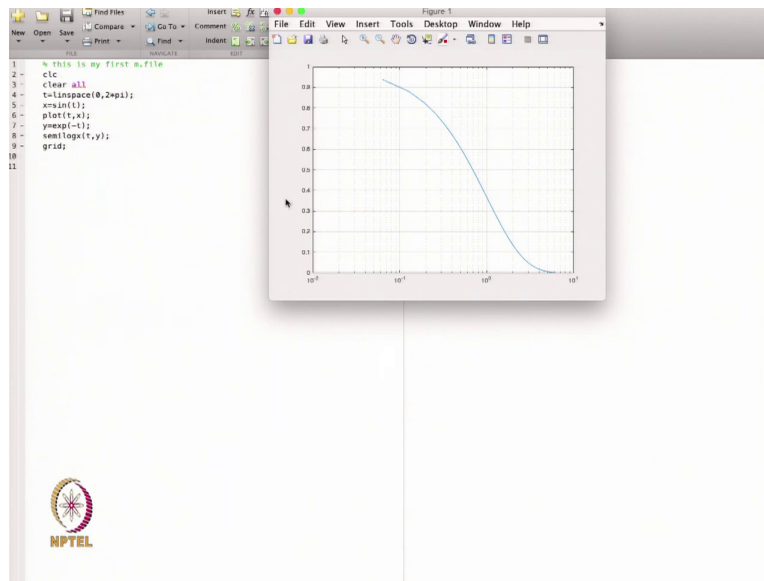 Figure 1
File Edit View Insert Tools Desktop Window Help
Find Files
Insert fx
New Open Save Compare Go To Comment
Print Find Indent
FILE NAVIGATE EDIT
1 % this is my first m.file
2 - clc
3 - clear all
4 - t=linspace(0,2*pi);
5 - x=sin(t);
6 - plot(t,x);
7 - y=exp(-t);
8 - semilogx(t,y);
9 - grid;
10
11
1
0.9
0.8
0.7
0.6
0.5
0.4
0.3
0.2
0.1
0
10^-2 10^-1 10^0 10^1
NPTEL